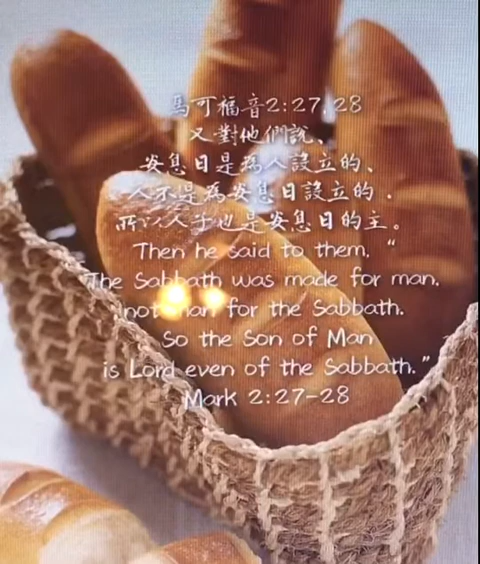 馬可福音2:27,28
又對他們說、
安息日是為人設立的、
人不是為安息日設立的．
所以人子也是安息日的主。
Then he said to them, “
The Sabbath was made for man,
not man for the Sabbath.
So the Son of Man
is Lord even of the Sabbath.”
Mark 2:27-28